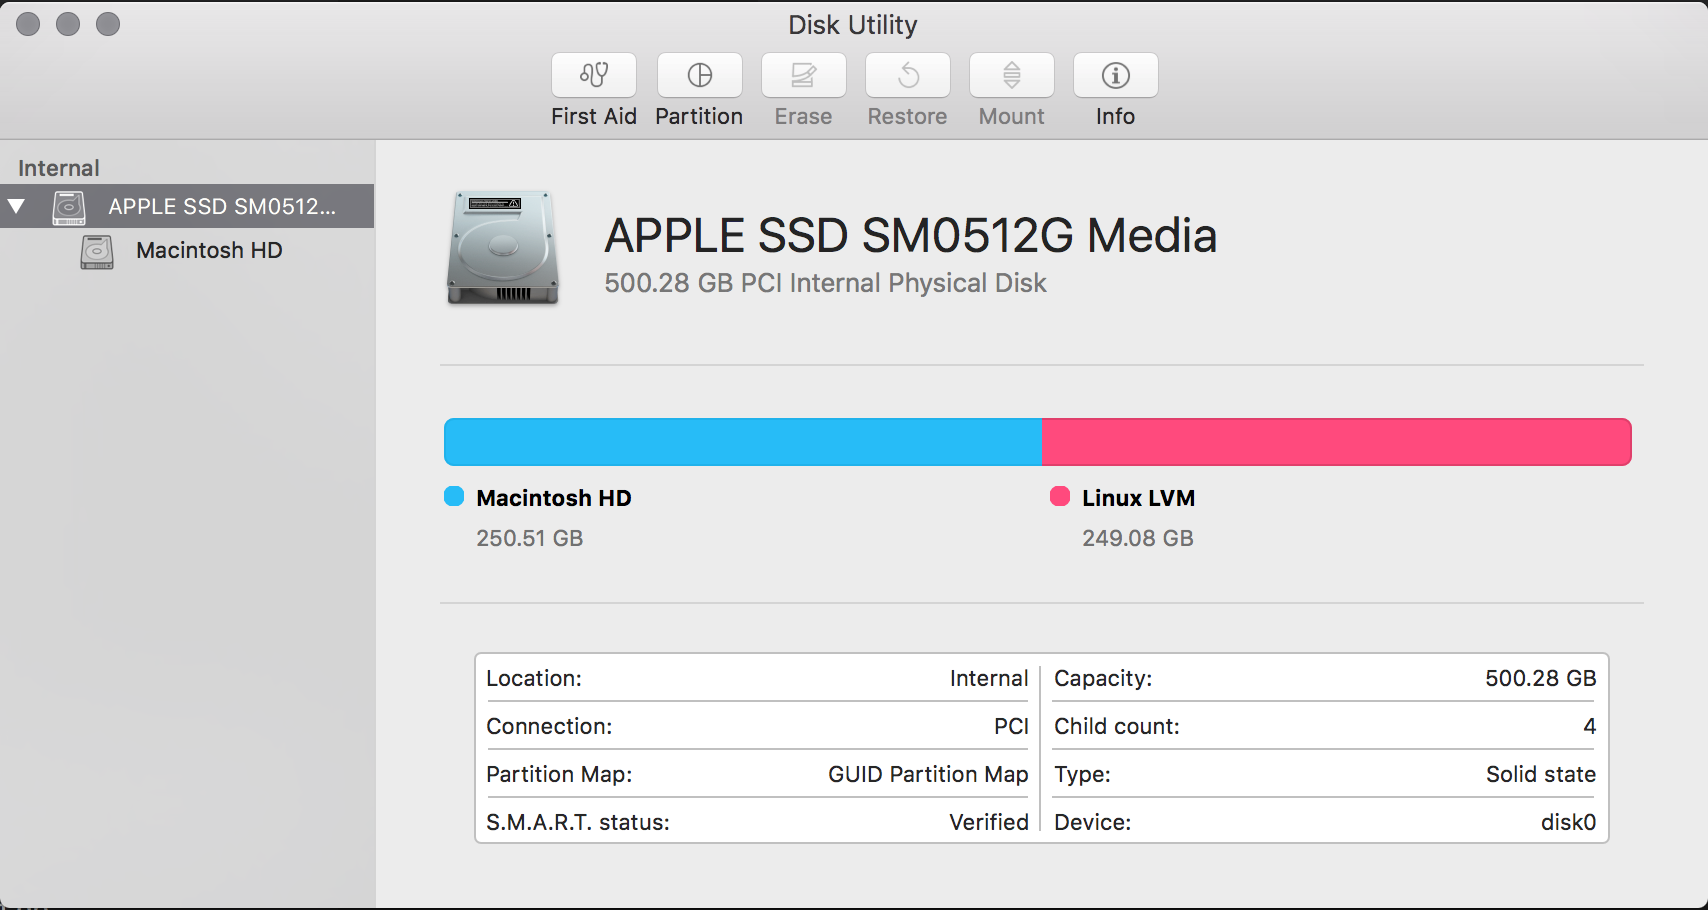 Disk Utility
First Aid Partition Erase Restore Mount Info
Internal
APPLE SSD SM0512...
Macintosh HD
APPLE SSD SM0512G Media
500.28 GB PCI Internal Physical Disk
Macintosh HD
250.51 GB
Linux LVM
249.08 GB
Location: Internal
Connection: PCI
Partition Map: GUID Partition Map
S.M.A.R.T. status: Verified
Capacity: 500.28 GB
Child count: 4
Type: Solid state
Device: disk0